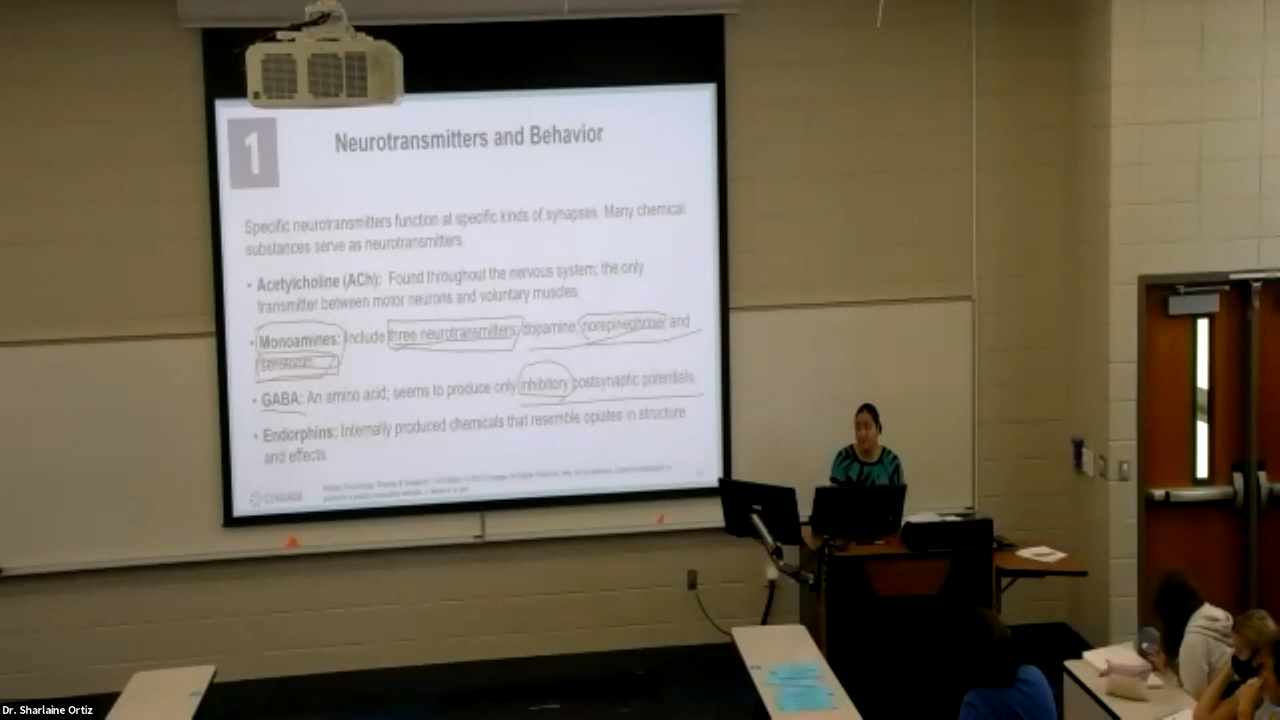 1
Neurotransmitters and Behavior
Specific neurotransmitters function at specific kinds of synapses. Many chemical
substances serve as neurotransmitters.
• Acetylcholine (ACh): Found throughout the nervous system; the only
transmitter between motor neurons and voluntary muscles.
• Monoamines: Include three neurotransmitters, dopamine, norepinephrine and
serotonin.
• GABA: An amino acid; seems to produce only inhibitory postsynaptic potentials.
• Endorphins: Internally produced chemicals that resemble opiates in structure
and effects.
CENGAGE
Dr. Sharlaine Ortiz